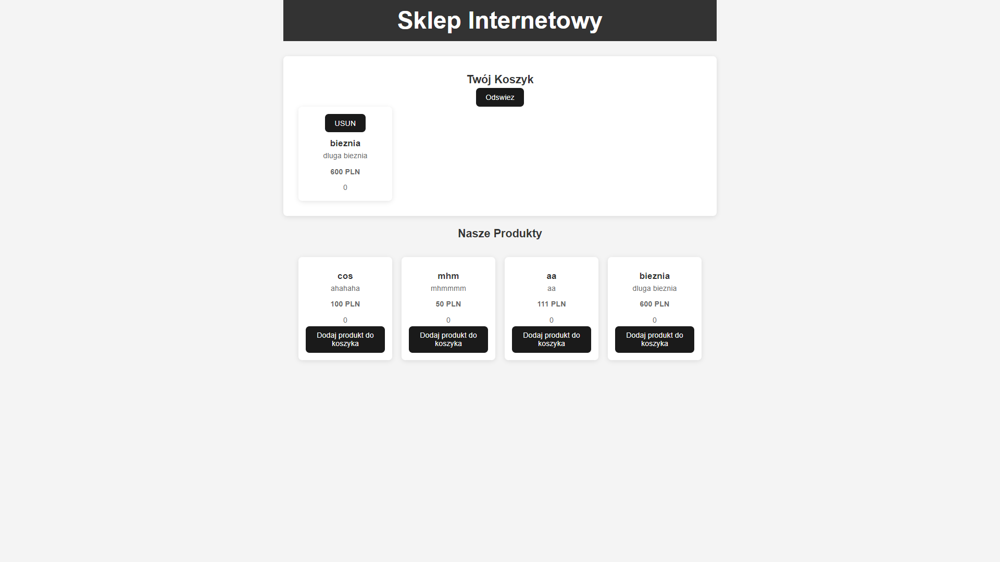 Sklep Internetowy
Twój Koszyk
Odswiez
USUN
bieznia
dluga bieznia
600 PLN
0
Nasze Produkty
cos
ahahaha
100 PLN
0
Dodaj produkt do
koszyka
mhm
mhmmmm
50 PLN
0
Dodaj produkt do
koszyka
aa
aa
111 PLN
0
Dodaj produkt do
koszyka
bieznia
dluga bieznia
600 PLN
0
Dodaj produkt do
koszyka